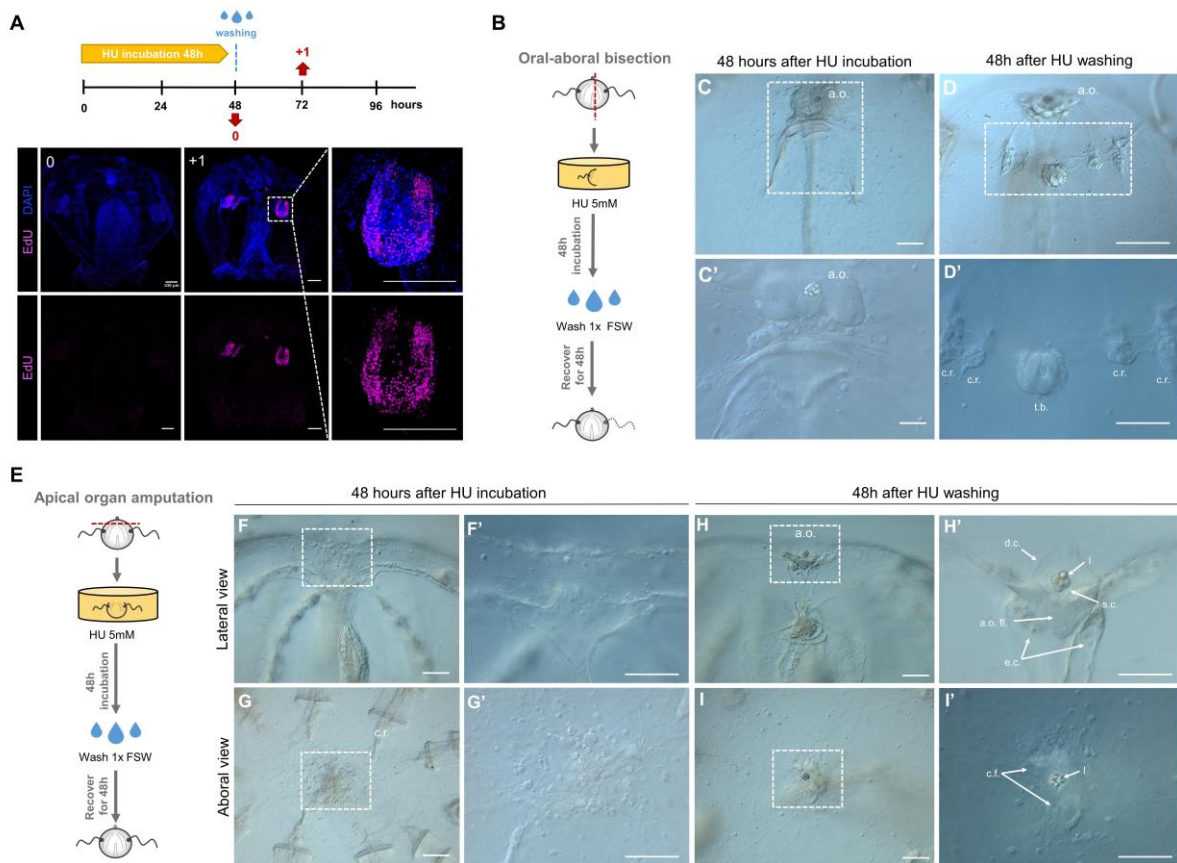 A
washing
HU incubation 48h
+1
0 24 48 72 96 hours
0
EdU DAPI
0
+1
100 μm
EdU
B
Oral-aboral bisection
HU 5mM
48h
incubation
Wash 1x FSW
Recover
for 48h
48 hours after HU incubation
48h after HU washing
C
a.o.
D
a.o.
C'
a.o.
D'
c.r.
c.r.
t.b.
c.r.
c.r.
E
Apical organ amputation
HU 5mM
48h
incubation
Wash 1x FSW
Recover
for 48h
48 hours after HU incubation
48h after HU washing
Lateral view
F
F'
H
a.o.
H'
d.c.
l
s.c.
a.o. fl.
e.c.
Aboral view
G
c.r.
G'
I
I'
c.f.
l